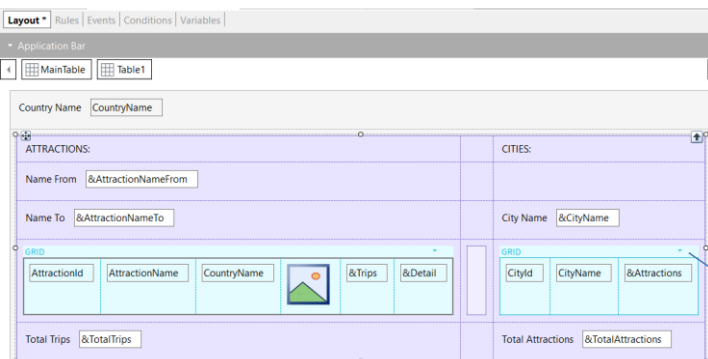 Layout * | Rules | Events | Conditions | Variables |
Application Bar
MainTable Table1
Country Name CountryName
ATTRACTIONS: CITIES:
Name From &AttractionNameFrom
Name To &AttractionNameTo City Name &CityName
GRID GRID
AttractionId AttractionName CountryName &Trips &Detail CityId CityName &Attractions
Total Trips &TotalTrips Total Attractions &TotalAttractions